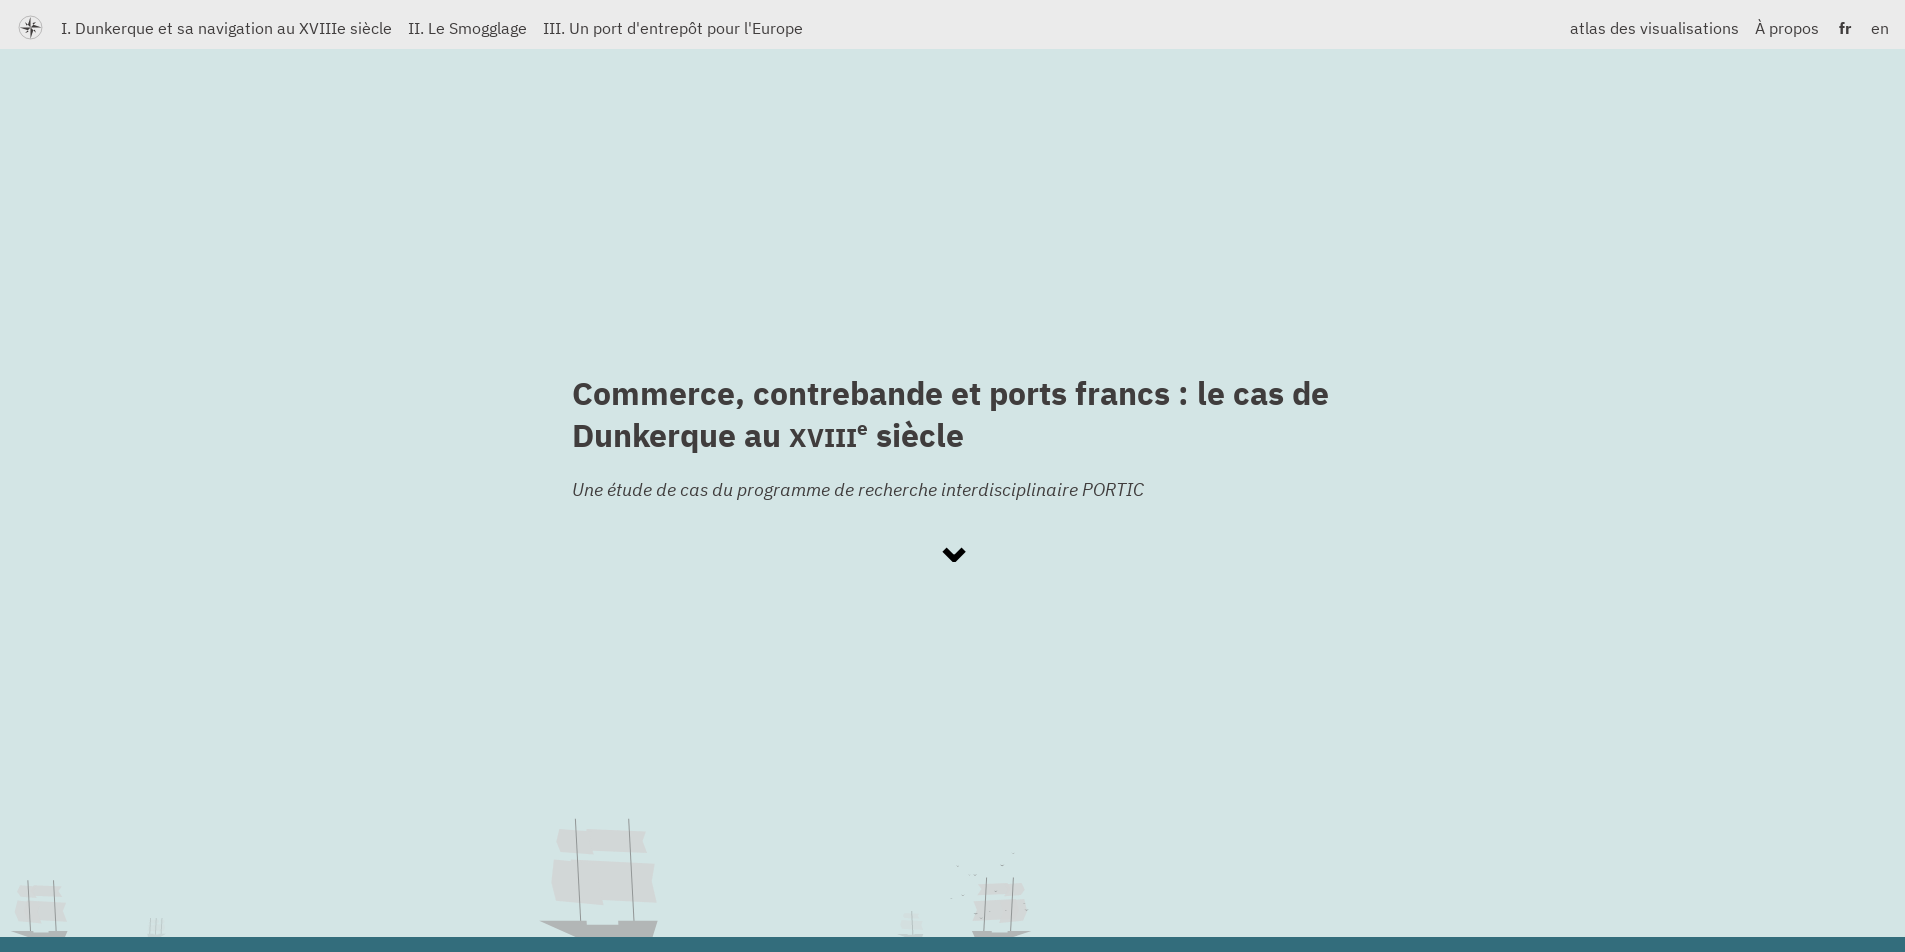 I. Dunkerque et sa navigation au XVIIIe siècle II. Le Smogglage III. Un port d'entrepôt pour l'Europe atlas des visualisations À propos fr en
Commerce, contrebande et ports francs : le cas de
Dunkerque au XVIIIe siècle
Une étude de cas du programme de recherche interdisciplinaire PORTIC